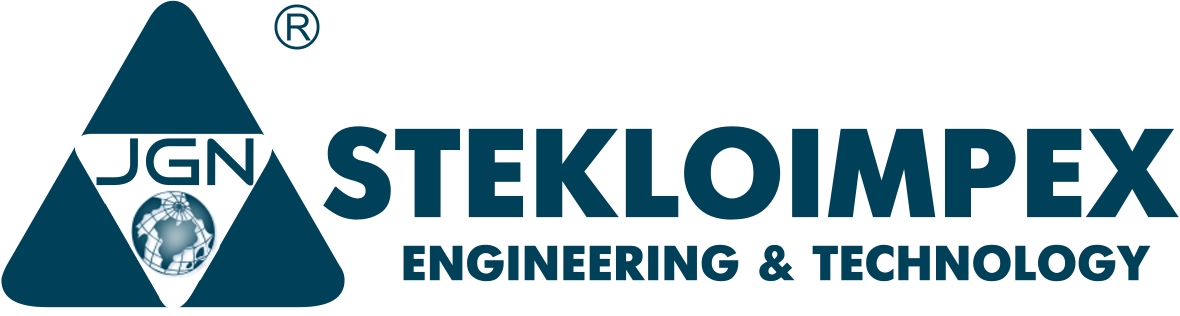 ®
JGN
STEKLOIMPEX
ENGINEERING & TECHNOLOGY